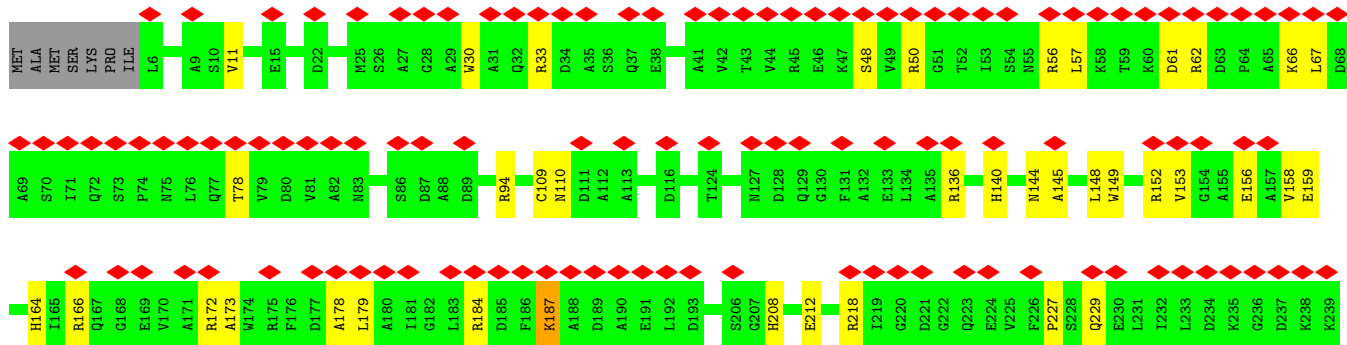 MET ALA MET SER LYS PRO ILE L6 A9 S10 V11 E15 D22 M25 S26 A27 G28 A29 W30 A31 Q32 R33 D34 A35 S36 Q37 E38 A41 V42 T43 V44 R45 E46 K47 S48 V49 R50 G51 T52 I53 S54 N55 R56 L57 K58 T59 K60 D61 R62 D63 P64 A65 K66 L67 D68
A69 S70 I71 Q72 S73 P74 N75 L76 Q77 T78 V79 D80 V81 A82 N83 S86 D87 A88 D89 R94 C109 N110 D111 A112 A113 D116 T124 N127 D128 Q129 G130 F131 A132 E133 L134 A135 R136 H140 N144 A145 L148 W149 R152 V153 G154 A155 E156 A157 V158 E159
H164 I165 R166 Q167 G168 E169 V170 A171 R172 A173 W174 R175 F176 D177 A178 L179 A180 I181 G182 L183 R184 D185 F186 K187 A188 D189 A190 E191 L192 D193 S206 G207 H208 E212 R218 I219 G220 D221 G222 Q223 E224 V225 F226 P227 S228 Q229 E230 L231 I232 L233 D234 K235 G236 D237 K238 K239